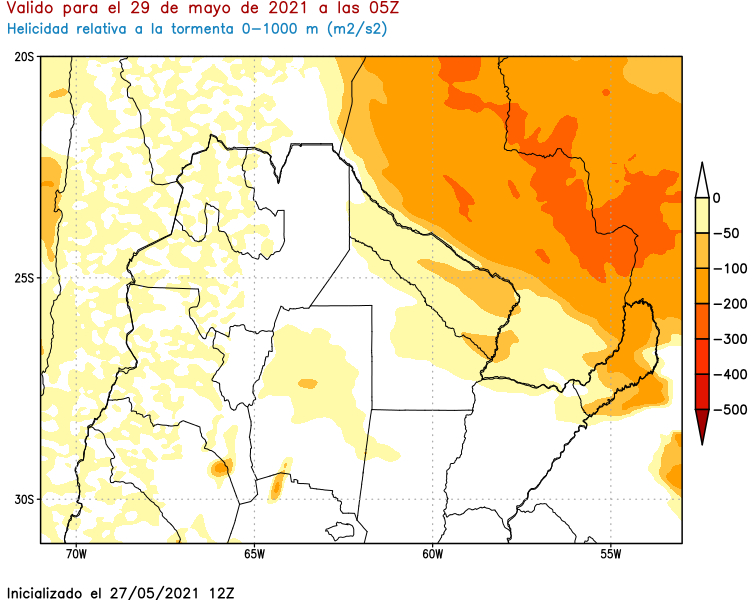 Valido para el 29 de mayo de 2021 a las 05Z
Helicidad relativa a la tormenta 0-1000 m (m2/s2)
20S
25S
30S
70W
65W
60W
55W
0
-50
-100
-200
-300
-400
-500
Inicializado el 27/05/2021 12Z